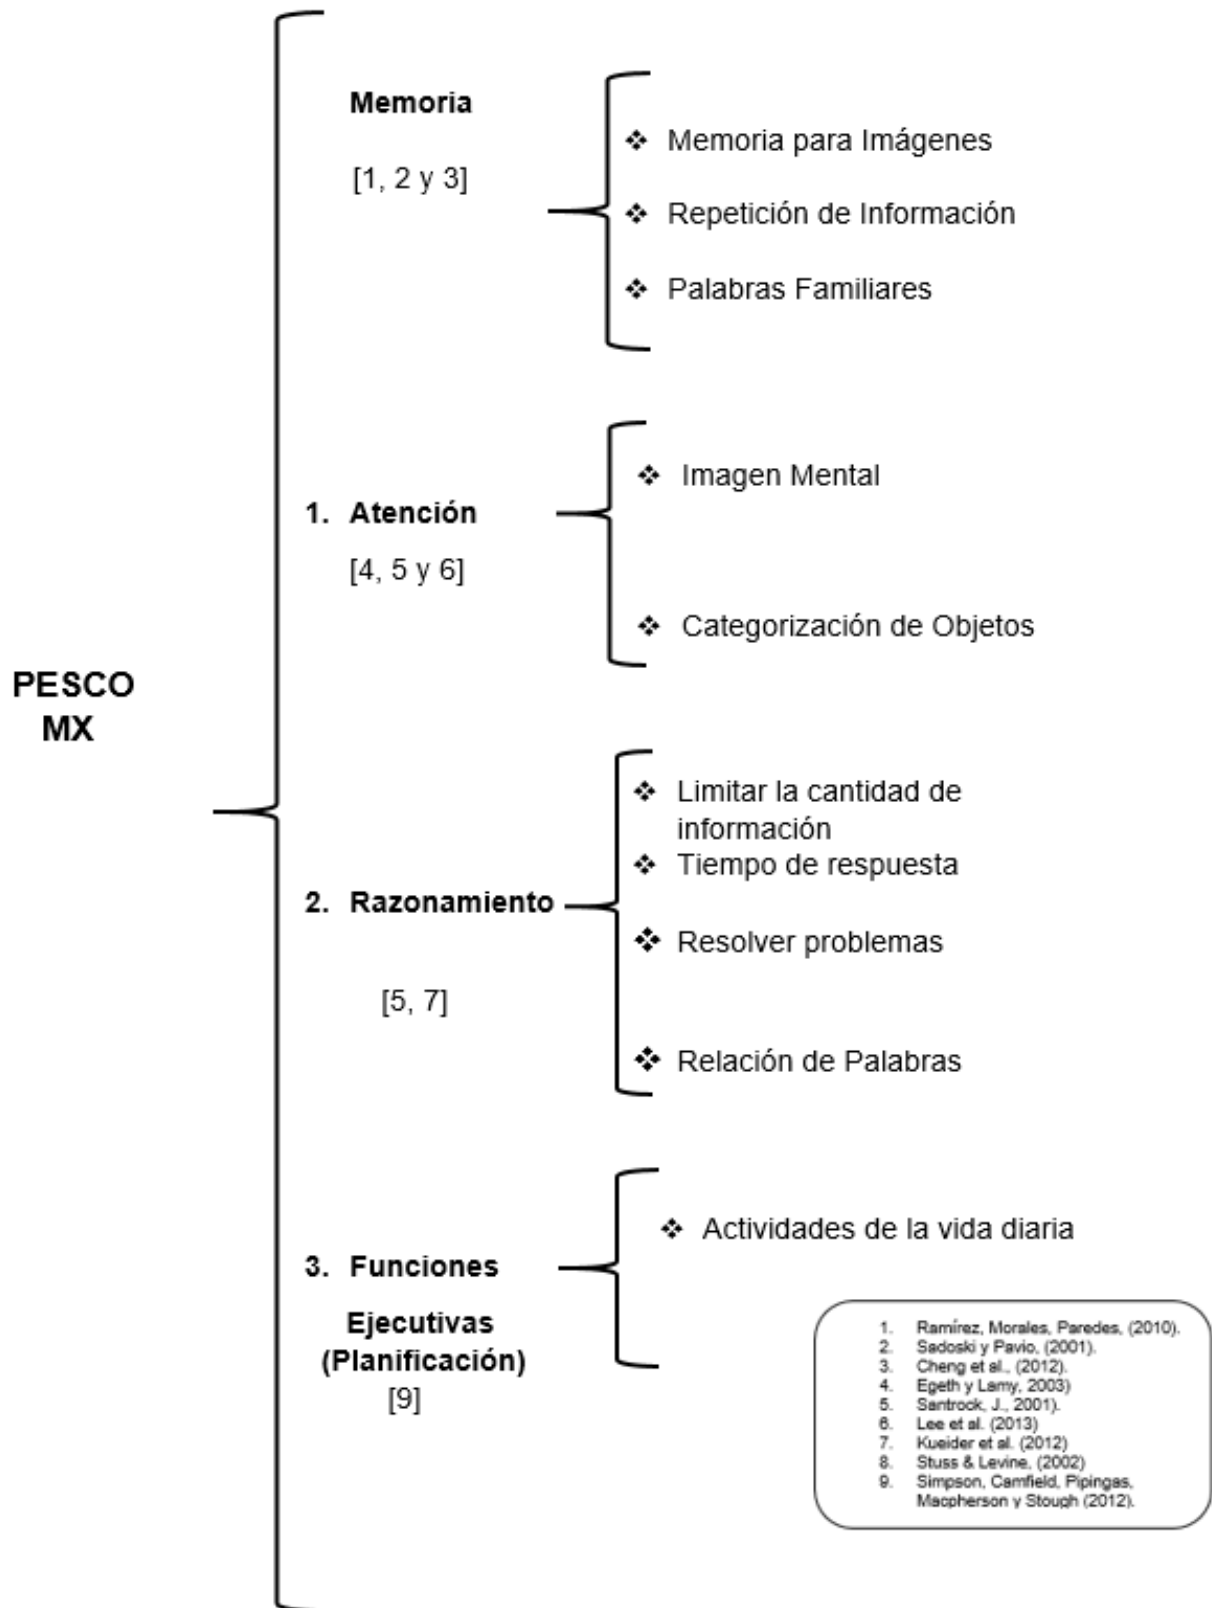 PESCO
MX
Memoria
[1, 2 y 3]
❖ Memoria para Imágenes
❖ Repetición de Información
❖ Palabras Familiares
1. Atención
[4, 5 y 6]
❖ Imagen Mental
❖ Categorización de Objetos
2. Razonamiento
[5, 7]
❖ Limitar la cantidad de
información
❖ Tiempo de respuesta
❖ Resolver problemas
❖ Relación de Palabras
3. Funciones
Ejecutivas
(Planificación)
[9]
❖ Actividades de la vida diaria
1. Ramírez, Morales, Paredes, (2010).
2. Sadoski y Pavio, (2001).
3. Cheng et al., (2012).
4. Egeth y Lamy, 2003)
5. Santrock, J., 2001).
6. Lee et al. (2013)
7. Kueider et al. (2012)
8. Stuss & Levine, (2002)
9. Simpson, Camfield, Pipingas,
Macpherson y Stough (2012).